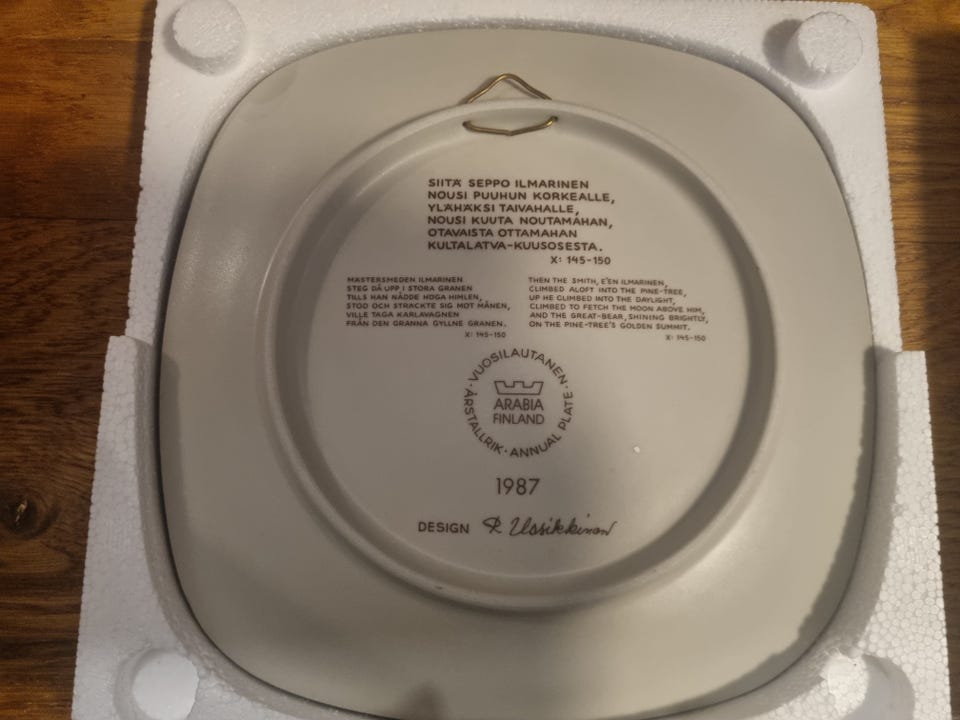 SIITÄ SEPPO ILMARINEN
NOUSI PUUHUN KORKEALLE,
YLÄHÄKSI TAIVAHALLE,
NOUSI KUUTA NOUTAMAHAN,
OTAVAISTA OTTAMAHAN
KULTALATVA-KUUSOSESTA.
X: 145-150
MÄSTERSMEDEN ILMARINEN
STEG DÅ UPP I STORA GRANEN
TILLS HAN NÅDDE HÖGA HIMLEN,
STOD OCH STRÄCKTE SIG MOT MÅNEN,
VILLE TAGA KARLAVAGNEN
FRÅN DEN GRANNA GYLLNE GRANEN.
X: 145-150
THEN THE SMITH, E'EN ILMARINEN,
CLIMBED ALOFT INTO THE PINE-TREE,
UP HE CLIMBED INTO THE DAYLIGHT,
CLIMBED TO FETCH THE MOON ABOVE HIM,
AND THE GREAT-BEAR, SHINING BRIGHTLY,
ON THE PINE-TREE'S GOLDEN SUMMIT.
X: 145-150
· VUOSILAUTANEN · ANNUAL PLATE · ÅRSTALLRIK
ARABIA
FINLAND
1987
DESIGN R Uosikkinen